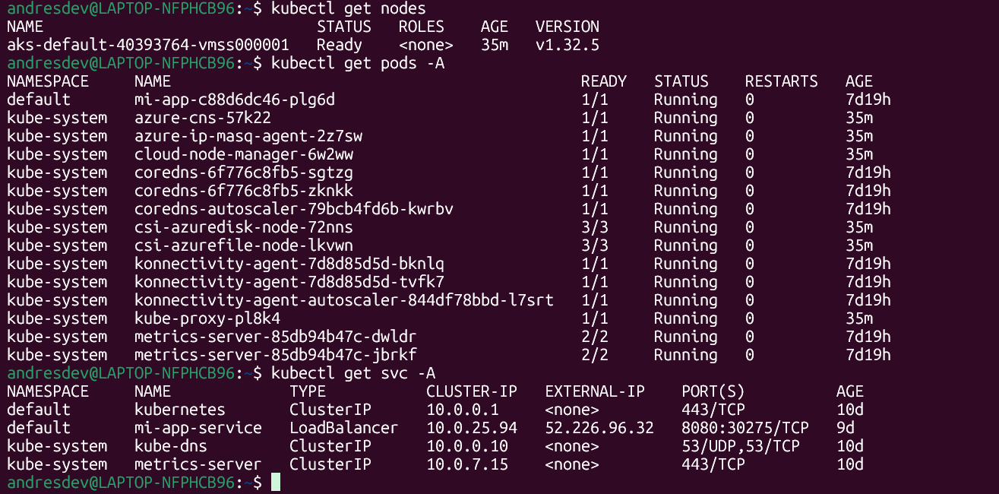 andresdev@LAPTOP-NFPHCB96:~$ kubectl get nodes
NAME                              STATUS   ROLES    AGE   VERSION
aks-default-40393764-vmss000001   Ready    <none>   35m   v1.32.5
andresdev@LAPTOP-NFPHCB96:~$ kubectl get pods -A
NAMESPACE     NAME                                             READY   STATUS    RESTARTS   AGE
default       mi-app-c88d6dc46-plg6d                           1/1     Running   0          7d19h
kube-system   azure-cns-57k22                                  1/1     Running   0          35m
kube-system   azure-ip-masq-agent-2z7sw                        1/1     Running   0          35m
kube-system   cloud-node-manager-6w2ww                         1/1     Running   0          35m
kube-system   coredns-6f776c8fb5-sgtzg                         1/1     Running   0          7d19h
kube-system   coredns-6f776c8fb5-zknkk                         1/1     Running   0          7d19h
kube-system   coredns-autoscaler-79bcb4fd6b-kwrbv              1/1     Running   0          7d19h
kube-system   csi-azuredisk-node-72nns                         3/3     Running   0          35m
kube-system   csi-azurefile-node-lkvwn                         3/3     Running   0          35m
kube-system   konnectivity-agent-7d8d85d5d-bknlq               1/1     Running   0          7d19h
kube-system   konnectivity-agent-7d8d85d5d-tvfk7               1/1     Running   0          7d19h
kube-system   konnectivity-agent-autoscaler-844df78bbd-l7srt   1/1     Running   0          7d19h
kube-system   kube-proxy-pl8k4                                 1/1     Running   0          35m
kube-system   metrics-server-85db94b47c-dwldr                  2/2     Running   0          7d19h
kube-system   metrics-server-85db94b47c-jbrkf                  2/2     Running   0          7d19h
andresdev@LAPTOP-NFPHCB96:~$ kubectl get svc -A
NAMESPACE     NAME             TYPE           CLUSTER-IP   EXTERNAL-IP    PORT(S)          AGE
default       kubernetes       ClusterIP      10.0.0.1     <none>         443/TCP          10d
default       mi-app-service   LoadBalancer   10.0.25.94   52.226.96.32   8080:30275/TCP   9d
kube-system   kube-dns         ClusterIP      10.0.0.10    <none>         53/UDP,53/TCP    10d
kube-system   metrics-server   ClusterIP      10.0.7.15    <none>         443/TCP          10d
andresdev@LAPTOP-NFPHCB96:~$